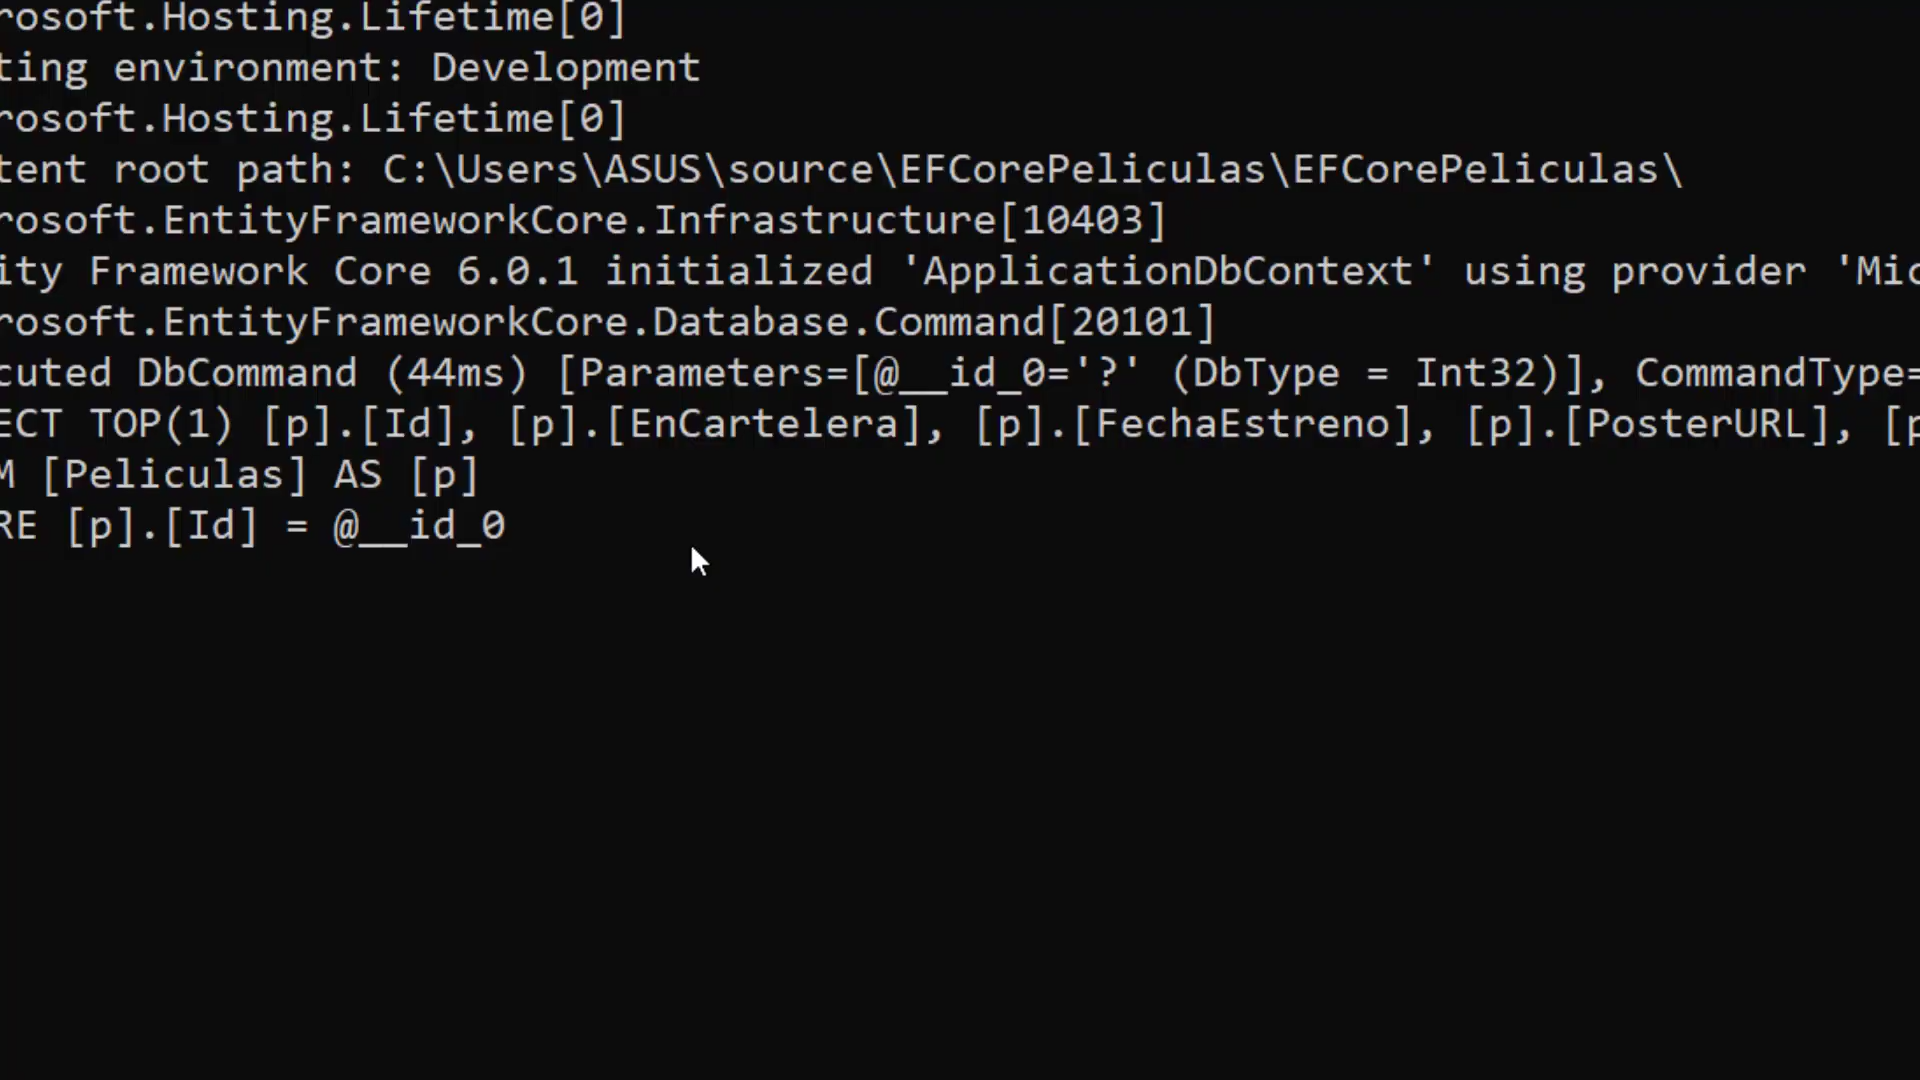 rosoft.Hosting.Lifetime[0]
ting environment: Development
rosoft.Hosting.Lifetime[0]
tent root path: C:\Users\ASUS\source\EFCorePeliculas\EFCorePeliculas\
rosoft.EntityFrameworkCore.Infrastructure[10403]
ity Framework Core 6.0.1 initialized 'ApplicationDbContext' using provider 'Mic
rosoft.EntityFrameworkCore.Database.Command[20101]
cuted DbCommand (44ms) [Parameters=[@__id_0='?' (DbType = Int32)], CommandType=
ECT TOP(1) [p].[Id], [p].[EnCartelera], [p].[FechaEstreno], [p].[PosterURL], [p
M [Peliculas] AS [p]
RE [p].[Id] = @__id_0